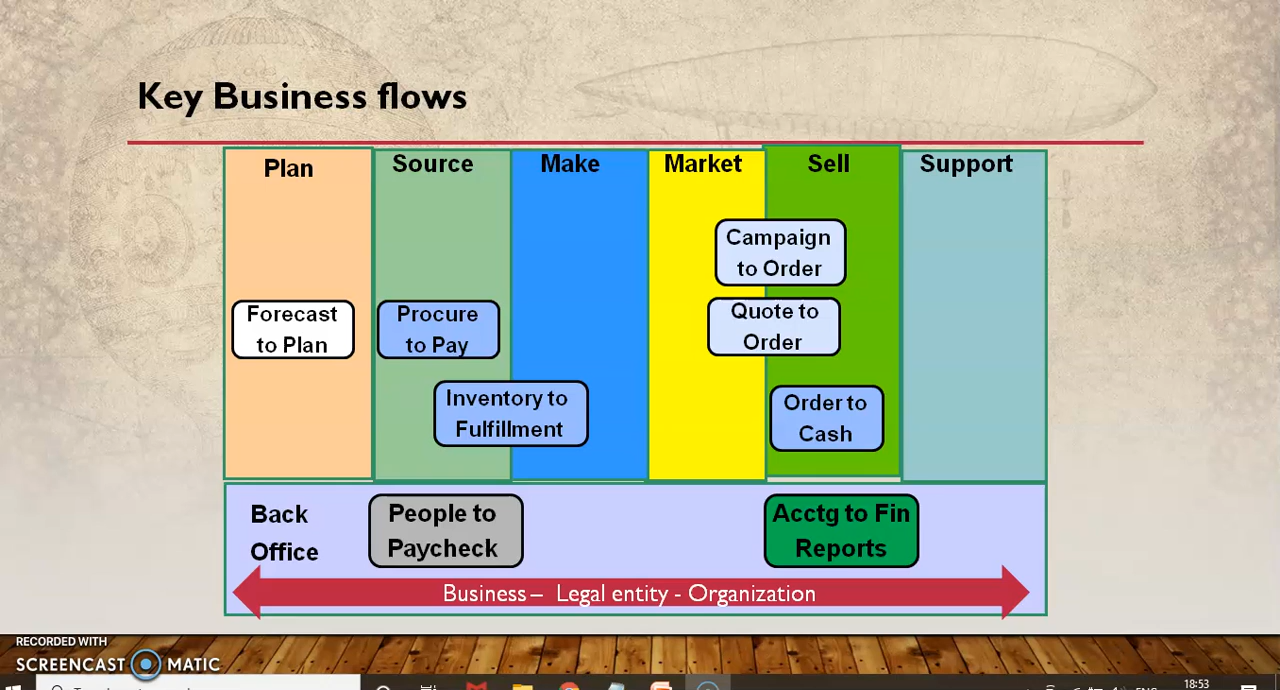 Key Business flows
Plan
Source
Make
Market
Sell
Support
Campaign
to Order
Forecast
to Plan
Procure
to Pay
Quote to
Order
Inventory to
Fulfillment
Order to
Cash
Back
Office
People to
Paycheck
Acctg to Fin
Reports
Business – Legal entity - Organization
RECORDED WITH
SCREENCAST MATIC
18:53